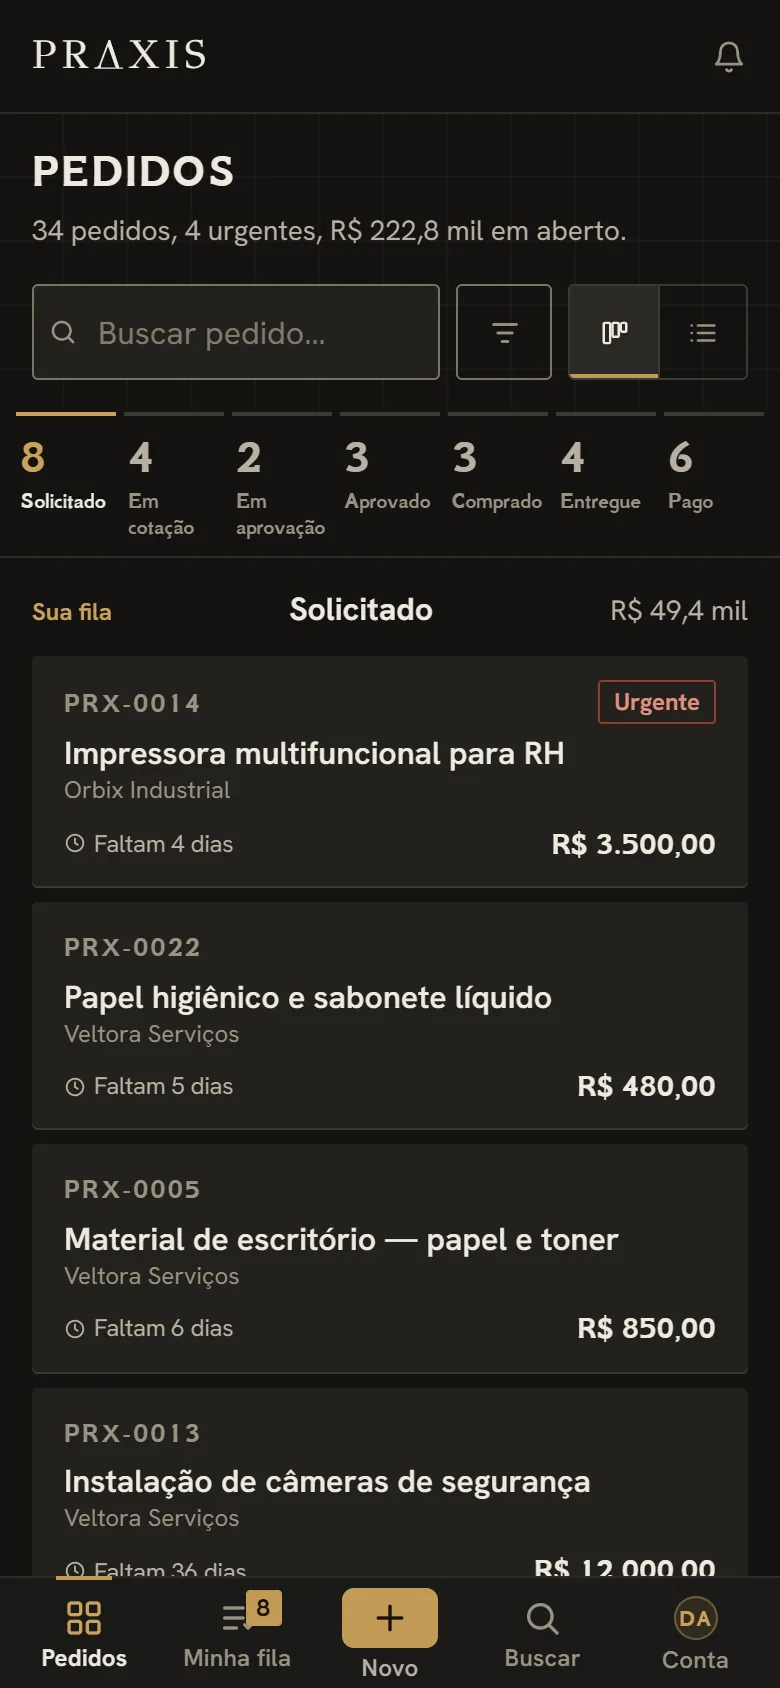 PRΛXIS
PEDIDOS
34 pedidos, 4 urgentes, R$ 222,8 mil em aberto.
Buscar pedido...
8 4 2 3 3 4 6
Solicitado Em cotação Em aprovação Aprovado Comprado Entregue Pago
Sua fila Solicitado R$ 49,4 mil
PRX-0014 Urgente
Impressora multifuncional para RH
Orbix Industrial
Faltam 4 dias R$ 3.500,00
PRX-0022
Papel higiênico e sabonete líquido
Veltora Serviços
Faltam 5 dias R$ 480,00
PRX-0005
Material de escritório — papel e toner
Veltora Serviços
Faltam 6 dias R$ 850,00
PRX-0013
Instalação de câmeras de segurança
Veltora Serviços
Faltam 36 dias R$ 12.000,00
8 DA
Pedidos Minha fila Novo Buscar Conta